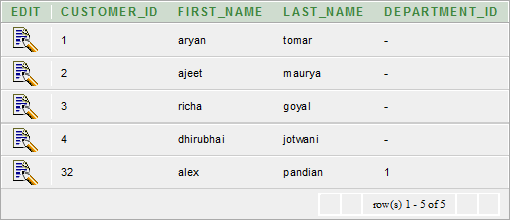 EDIT CUSTOMER_ID FIRST_NAME LAST_NAME DEPARTMENT_ID
1 aryan tomar -
2 ajeet maurya -
3 richa goyal -
4 dhirubhai jotwani -
32 alex pandian 1
row(s) 1 - 5 of 5